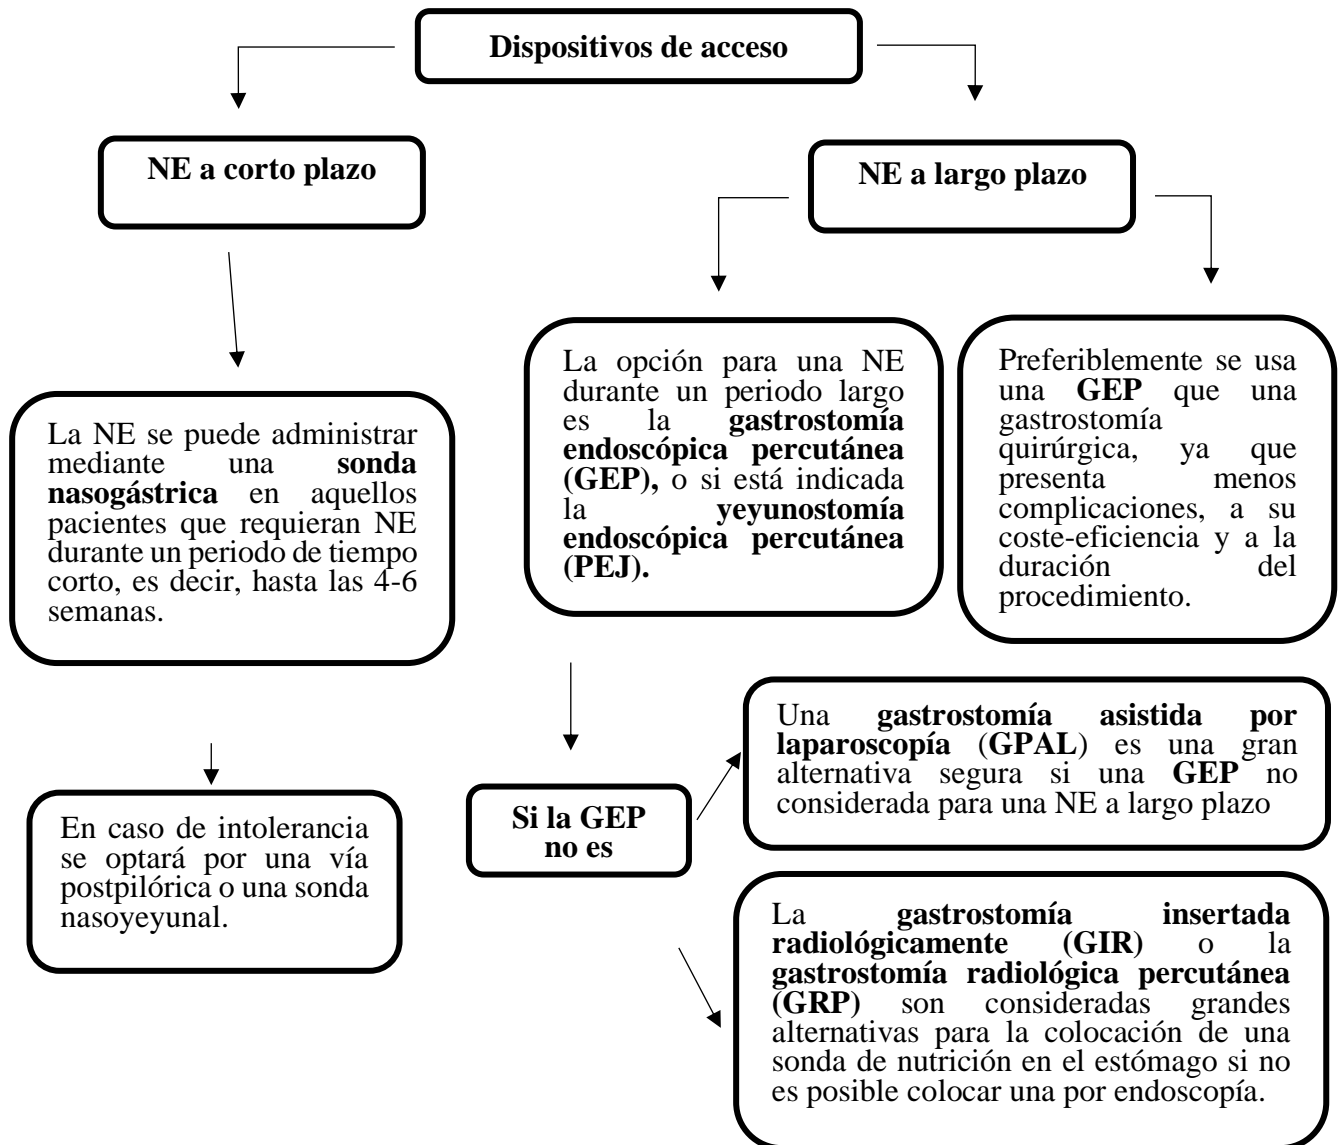 Dispositivos de acceso
NE a corto plazo
NE a largo plazo
La NE se puede administrar
mediante una sonda
nasogástrica en aquellos
pacientes que requieran NE
durante un periodo de tiempo
corto, es decir, hasta las 4-6
semanas.
En caso de intolerancia
se optará por una vía
postpilórica o una sonda
nasoyeyunal.
La opción para una NE
durante un periodo largo
es la gastrostomía
endoscópica percutánea
(GEP), o si está indicada
la yeyunostomía
endoscópica percutánea
(PEJ).
Preferiblemente se usa
una GEP que una
gastrostomía
quirúrgica, ya que
presenta menos
complicaciones, a su
coste-eficiencia y a la
duración del
procedimiento.
Si la GEP
no es
Una gastrostomía asistida por
laparoscopía (GPAL) es una gran
alternativa segura si una GEP no
considerada para una NE a largo plazo
La gastrostomía insertada
radiológicamente (GIR) o la
gastrostomía radiológica percutánea
(GRP) son consideradas grandes
alternativas para la colocación de una
sonda de nutrición en el estómago si no
es posible colocar una por endoscopía.